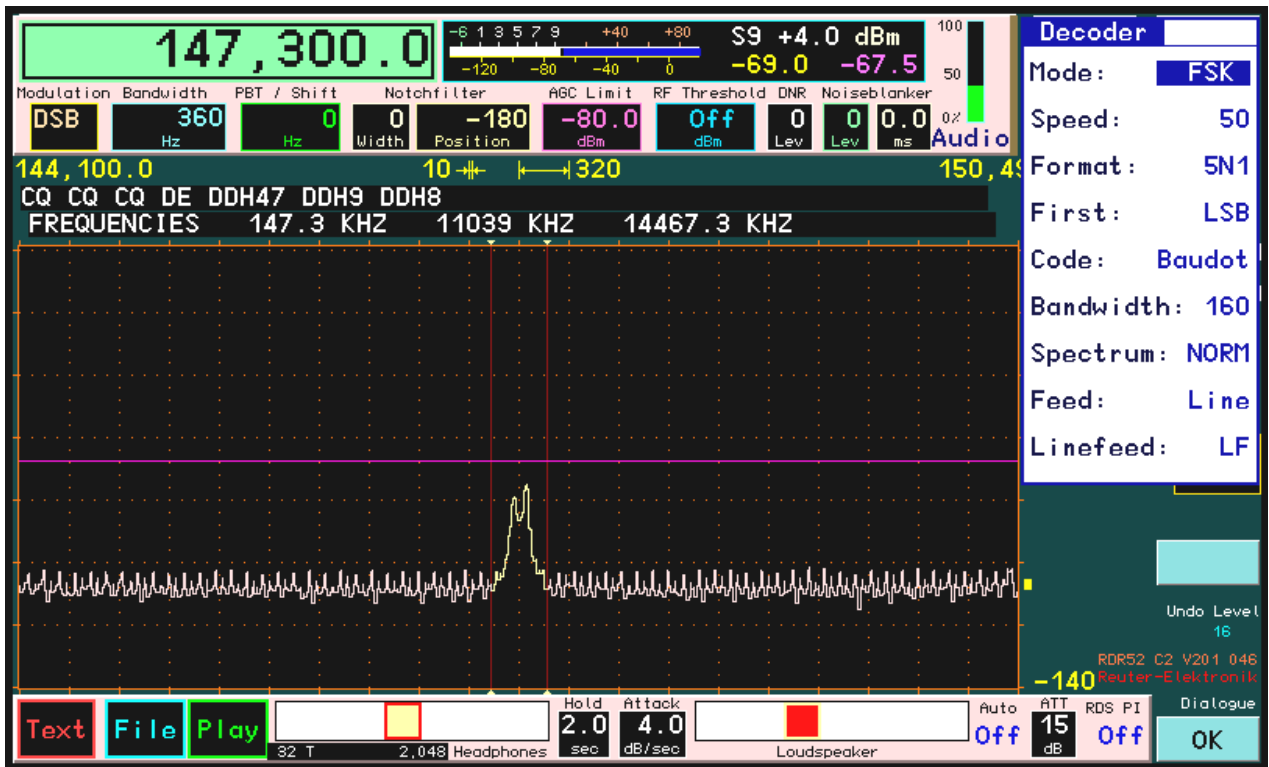 147,300.0
-6 1 3 5 7 9 +40 +80
-120 -80 -40 0
S9 +4.0 dBm
-69.0 -67.5
100
50
0%
Audio
Modulation Bandwidth PBT / Shift Notchfilter AGC Limit RF Threshold DNR Noiseblanker
DSB 360 0 0 -180 -80.0 Off 0 0 0.0
Hz Hz Width Position dBm dBm Lev Lev ms
144,100.0 10 320 150,4
CQ CQ CQ DE DDH47 DDH9 DDH8
FREQUENCIES 147.3 KHZ 11039 KHZ 14467.3 KHZ
Decoder
Mode: FSK
Speed: 50
Format: 5N1
First: LSB
Code: Baudot
Bandwidth: 160
Spectrum: NORM
Feed: Line
Linefeed: LF
Undo Level
16
RDR52 C2 V201 046
-140 Reuter-Elektronik
Text File Play
32 T 2,048 Headphones
Hold Attack
2.0 4.0
sec dB/sec
Loudspeaker
Auto
Off
ATT
15
dB
RDS PI
Off
Dialogue
OK